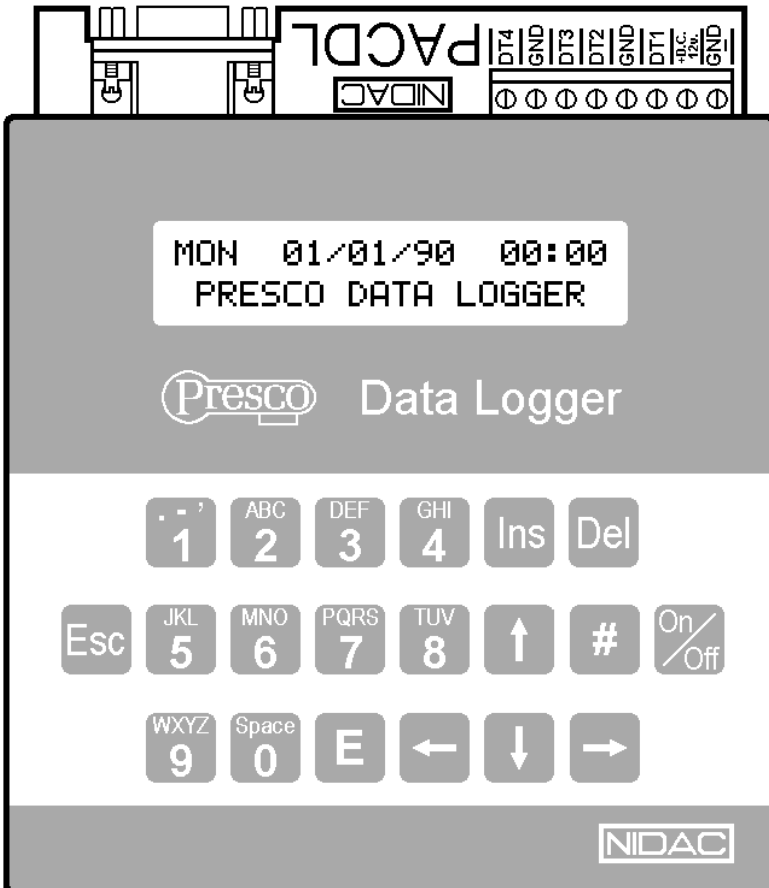 PACDL
NIDAC
DT4
GND
DT3
DT2
GND
DT1
+D.C.
12v.
GND
MON 01/01/90 00:00
PRESCO DATA LOGGER
Presco Data Logger
. - ' ABC DEF GHI
1 2 3 4 Ins Del
JKL MNO PQRS TUV On/Off
Esc 5 6 7 8 ↑ #
WXYZ Space
9 0 E ← ↓ →
NIDAC